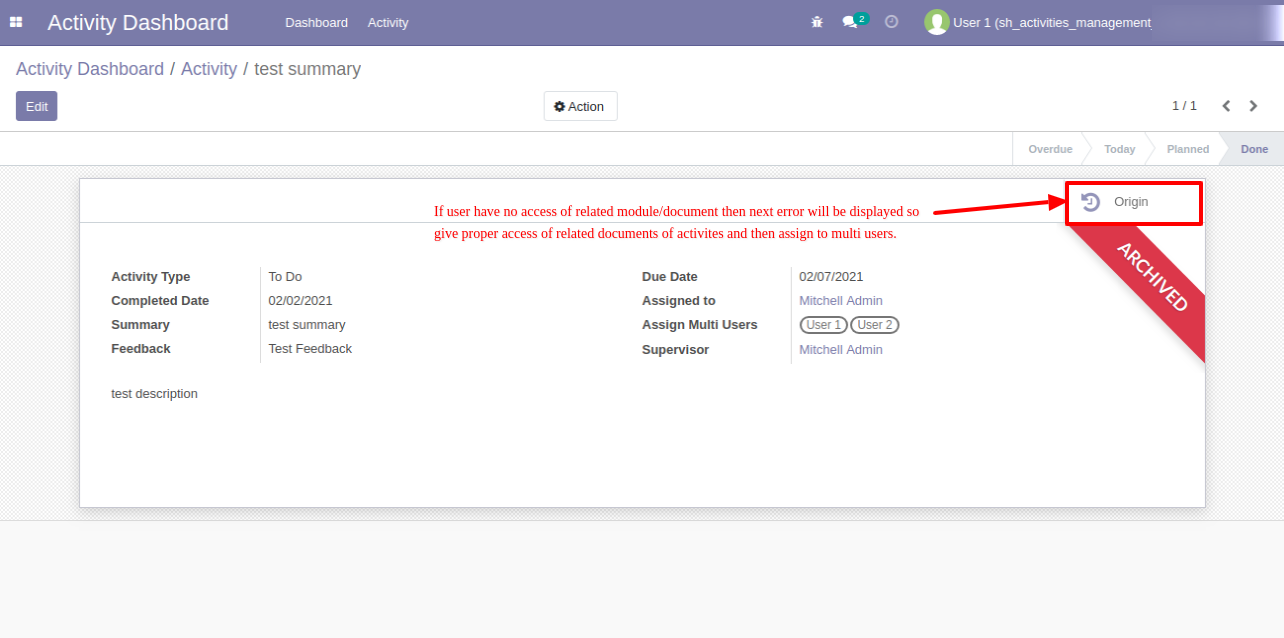 Activity Dashboard
Dashboard
Activity
2
User 1 (sh_activities_management_
Activity Dashboard / Activity / test summary
Edit
Action
1 / 1
Overdue
Today
Planned
Done
Origin
If user have no access of related module/document then next error will be displayed so
give proper access of related documents of activites and then assign to multi users.
ARCHIVED
Activity Type To Do
Completed Date 02/02/2021
Summary test summary
Feedback Test Feedback
Due Date 02/07/2021
Assigned to Mitchell Admin
Assign Multi Users User 1 User 2
Supervisor Mitchell Admin
test description